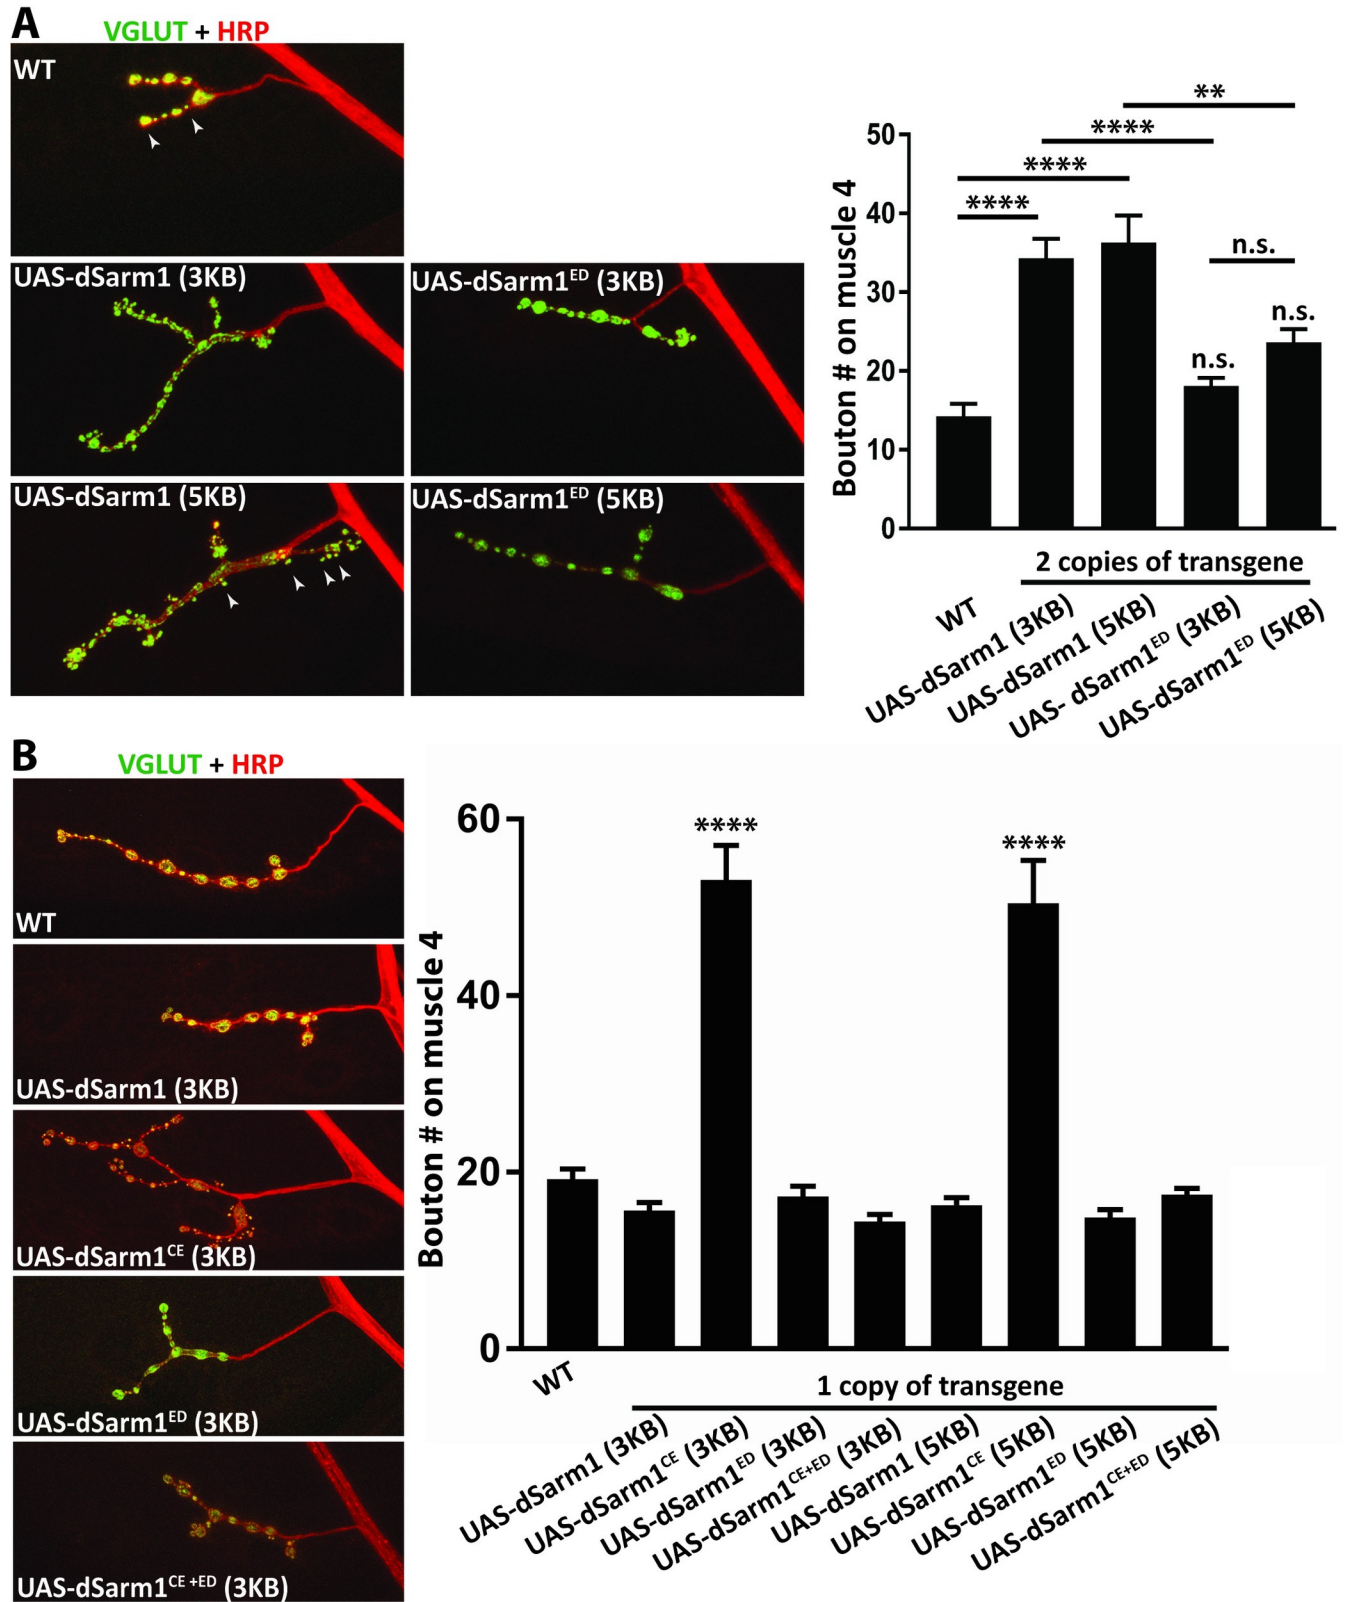 A
VGLUT + HRP
WT
UAS-dSarm1 (3KB)
UAS-dSarm1ED (3KB)
UAS-dSarm1 (5KB)
UAS-dSarm1ED (5KB)
Bouton # on muscle 4
50
40
30
20
10
0
**
****
****
****
n.s.
n.s.
n.s.
2 copies of transgene
WT
UAS-dSarm1 (3KB)
UAS-dSarm1 (5KB)
UAS- dSarm1ED (3KB)
UAS-dSarm1ED (5KB)
B
VGLUT + HRP
WT
UAS-dSarm1 (3KB)
UAS-dSarm1CE (3KB)
UAS-dSarm1ED (3KB)
UAS-dSarm1CE +ED (3KB)
Bouton # on muscle 4
60
40
20
0
****
****
WT
1 copy of transgene
UAS-dSarm1 (3KB)
UAS-dSarm1CE (3KB)
UAS-dSarm1ED (3KB)
UAS-dSarm1CE+ED (3KB)
UAS-dSarm1 (5KB)
UAS-dSarm1CE (5KB)
UAS-dSarm1ED (5KB)
UAS-dSarm1CE+ED (5KB)